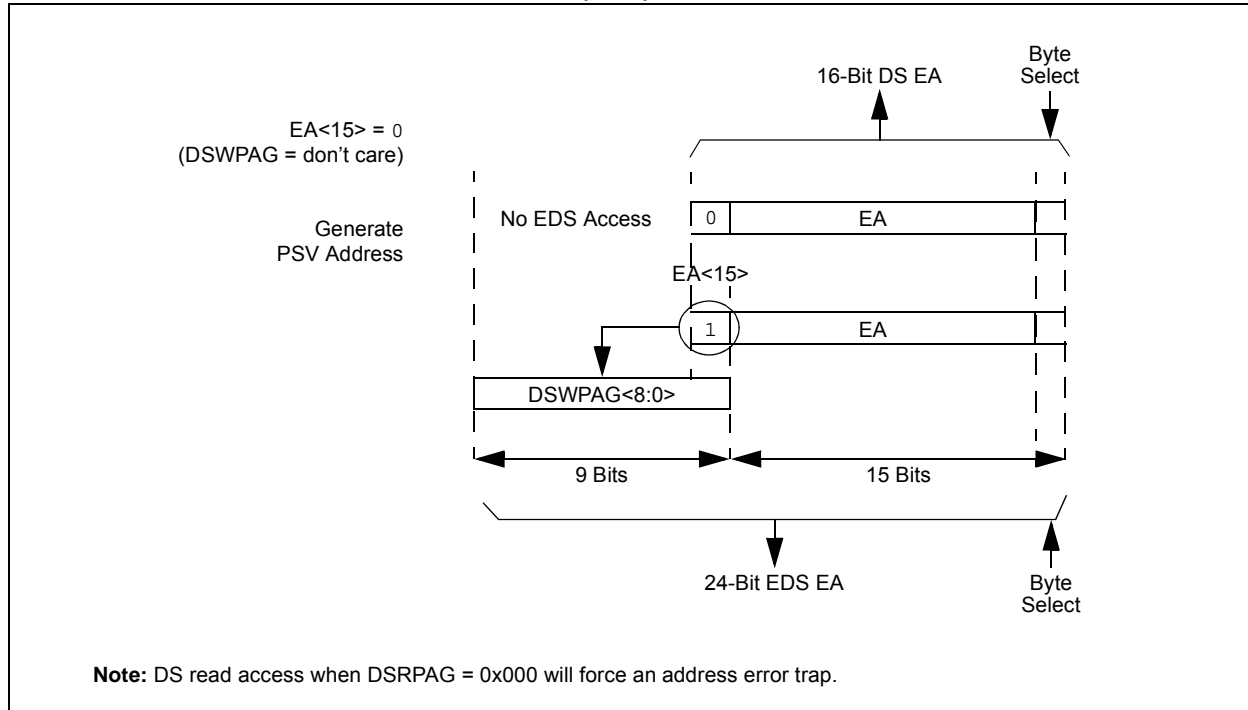 Byte
Select
16-Bit DS EA
EA<15> = 0
(DSWPAG = don't care)
No EDS Access
0
EA
Generate
PSV Address
EA<15>
1
EA
DSWPAG<8:0>
9 Bits
15 Bits
24-Bit EDS EA
Byte
Select
Note: DS read access when DSRPAG = 0x000 will force an address error trap.